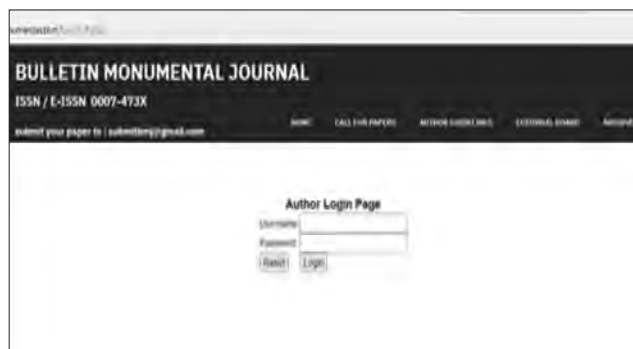 BULLETIN MONUMENTAL JOURNAL
ISSN / E-ISSN 0007-473X
submit your paper to : submitbmj@gmail.com
HOME CALL FOR PAPERS AUTHOR GUIDELINES EDITORIAL BOARD
Author Login Page
Username
Password
Reset Login